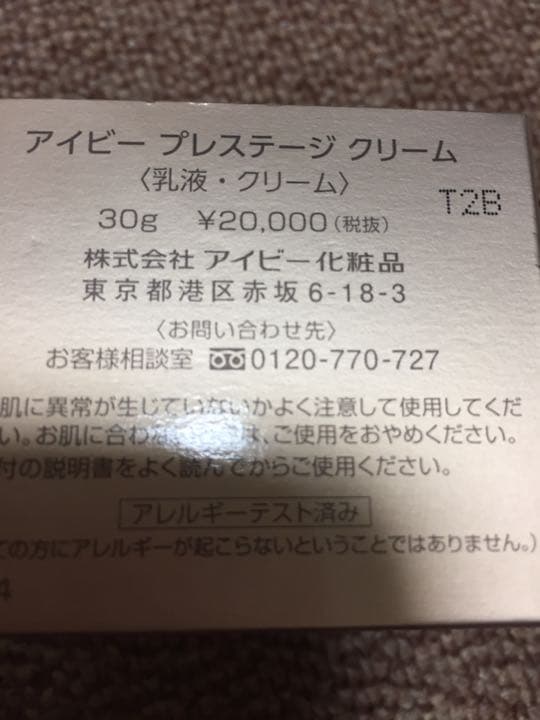 アイビー プレステージ クリーム
〈乳液・クリーム〉
T2B
30g ¥20,000(税抜)
株式会社 アイビー化粧品
東京都港区赤坂6-18-3
〈お問い合わせ先〉
お客様相談室 0120-770-727
肌に異常が生じていないかよく注意して使用してくだ
い。お肌に合わ は、ご使用をおやめください。
付の説明書をよく読んでからご使用ください。
アレルギーテスト済み
ての方にアレルギーが起こらないということではありません。)
4